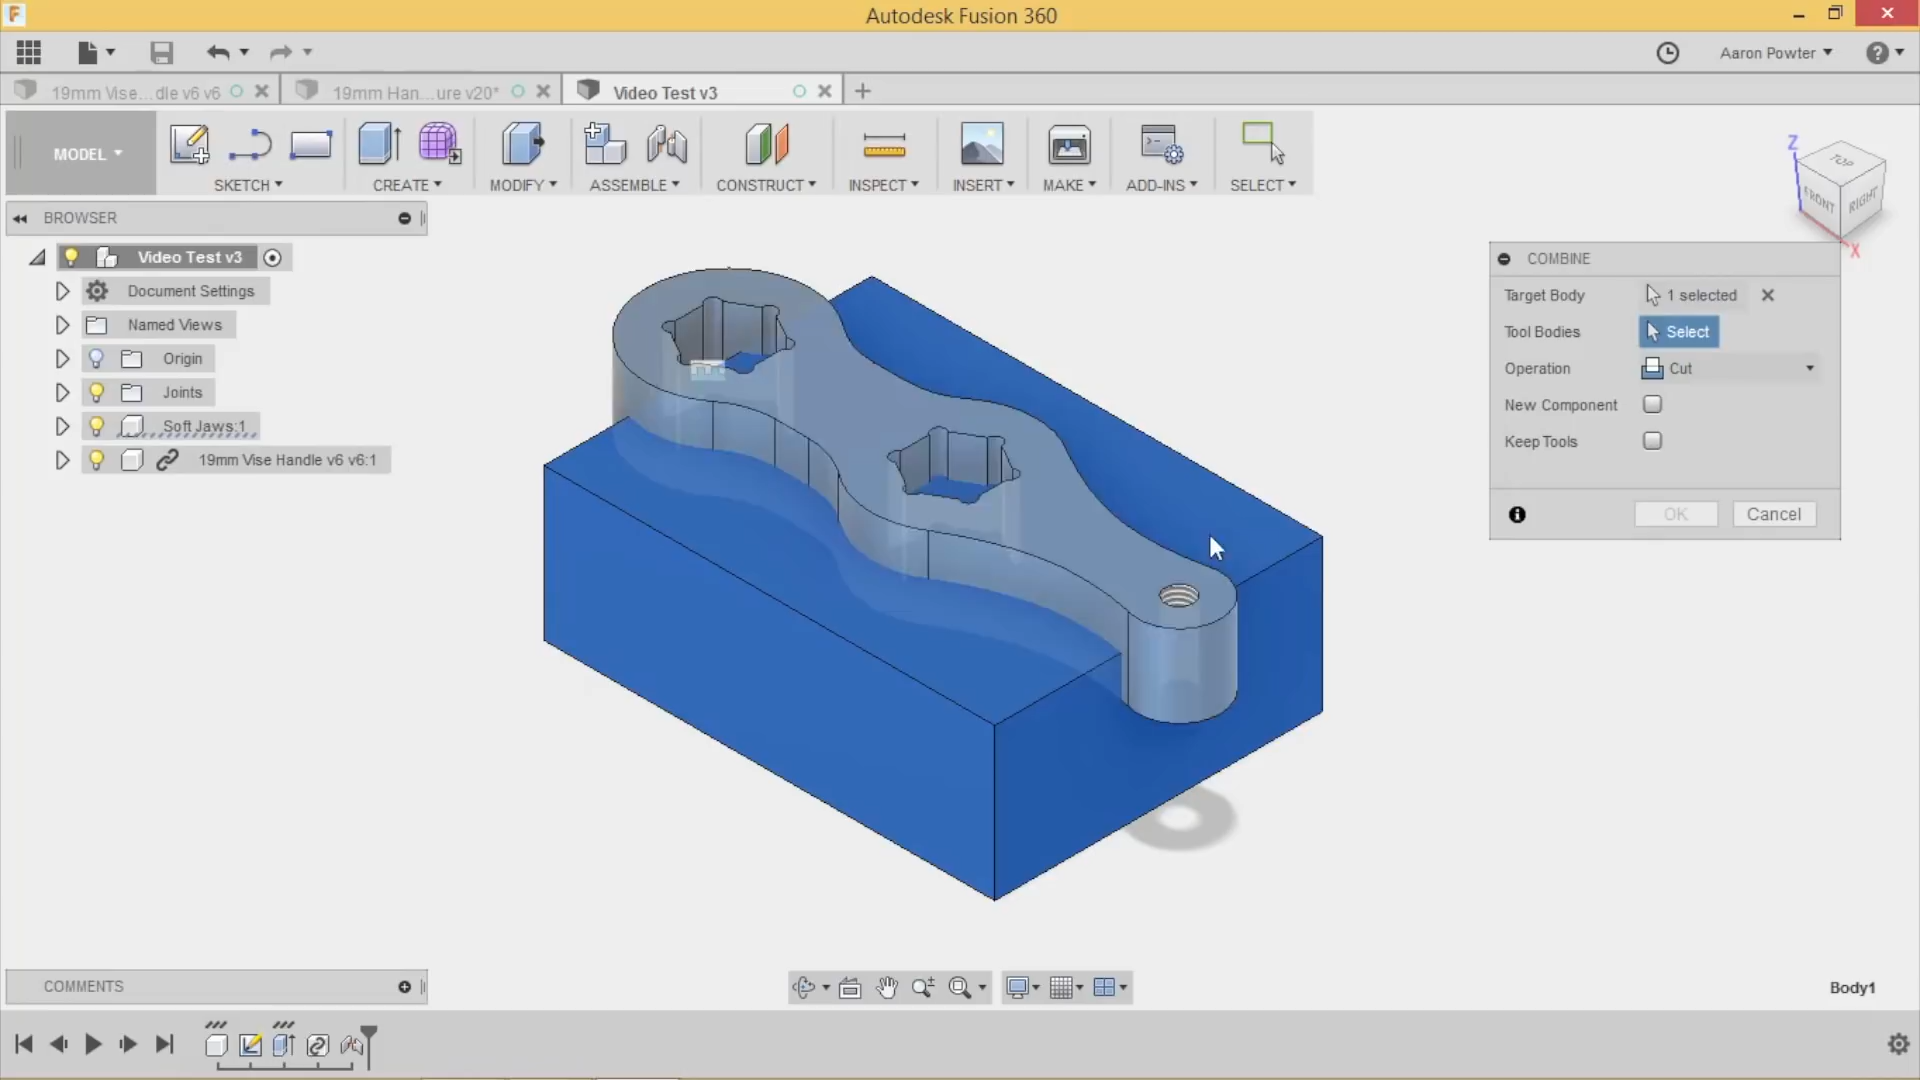 Autodesk Fusion 360
Aaron Powter
19mm Vise...dle v6 v6
19mm Han....ure v20*
Video Test v3
MODEL
SKETCH
CREATE
MODIFY
ASSEMBLE
CONSTRUCT
INSPECT
INSERT
MAKE
ADD-INS
SELECT
BROWSER
Video Test v3
Document Settings
Named Views
Origin
Joints
Soft Jaws:1
19mm Vise Handle v6 v6:1
Z
TOP
FRONT
RIGHT
X
COMBINE
Target Body
1 selected
Tool Bodies
Select
Operation
Cut
New Component
Keep Tools
OK
Cancel
COMMENTS
Body1